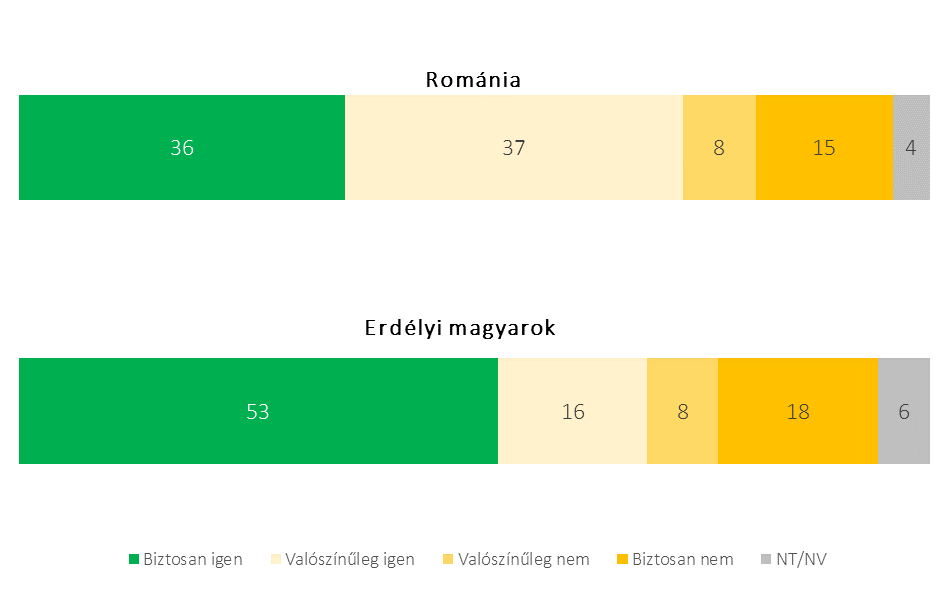 Románia
36 37 8 15 4
Erdélyi magyarok
53 16 8 18 6
Biztosan igen Valószínűleg igen Valószínűleg nem Biztosan nem NT/NV